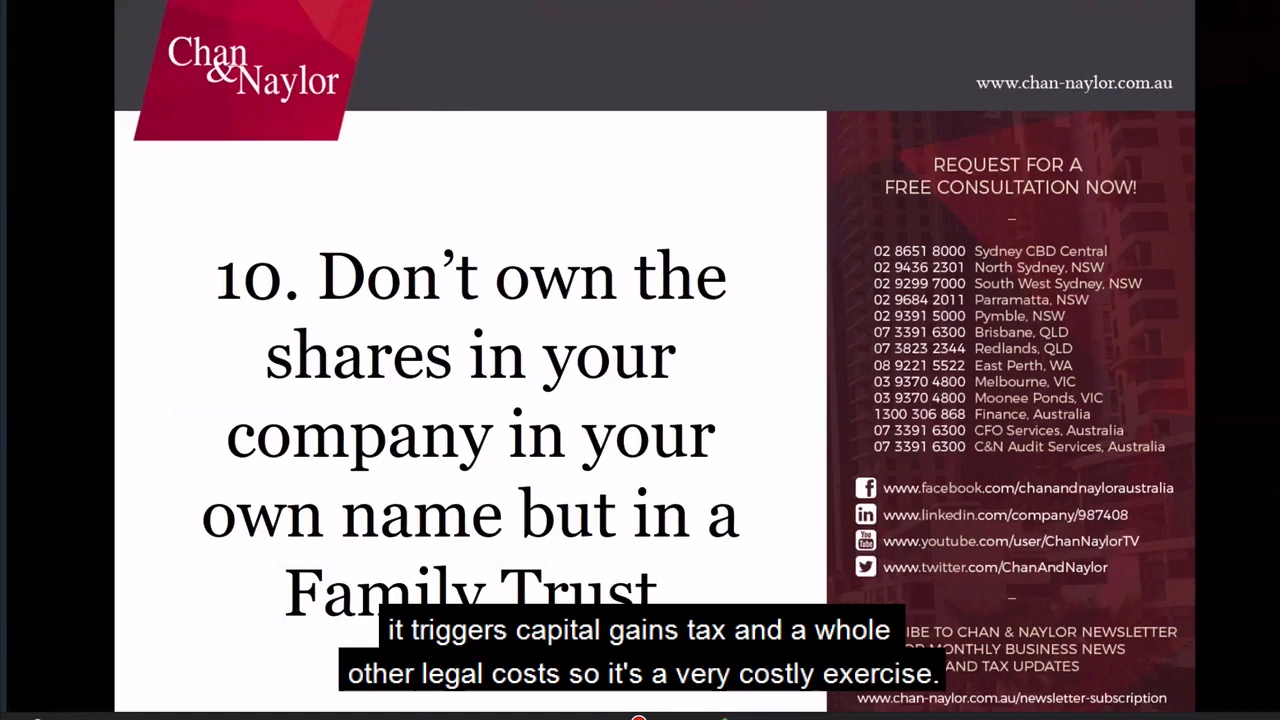 Chan
&Naylor
www.chan-naylor.com.au
10. Don’t own the
shares in your
company in your
own name but in a
Family Trust
REQUEST FOR A
FREE CONSULTATION NOW!
02 8651 8000 Sydney CBD Central
02 9436 2301 North Sydney, NSW
02 9299 7000 South West Sydney, NSW
02 9684 2011 Parramatta, NSW
02 9391 5000 Pymble, NSW
07 3391 6300 Brisbane, QLD
07 3823 2344 Redlands, QLD
08 9221 5522 East Perth, WA
03 9370 4800 Melbourne, VIC
03 9370 4800 Moonee Ponds, VIC
1300 306 868 Finance, Australia
07 3391 6300 CFO Services, Australia
07 3391 6300 C&N Audit Services, Australia
www.facebook.com/chanandnayloraustralia
www.linkedin.com/company/987408
You Tube www.youtube.com/user/ChanNaylorTV
www.twitter.com/ChanAndNaylor
TO CHAN & NAYLOR NEWSLETTER
MONTHLY BUSINESS NEWS
AND TAX UPDATES
www.chan-naylor.com.au/newsletter-subscription
it triggers capital gains tax and a whole
other legal costs so it's a very costly exercise.